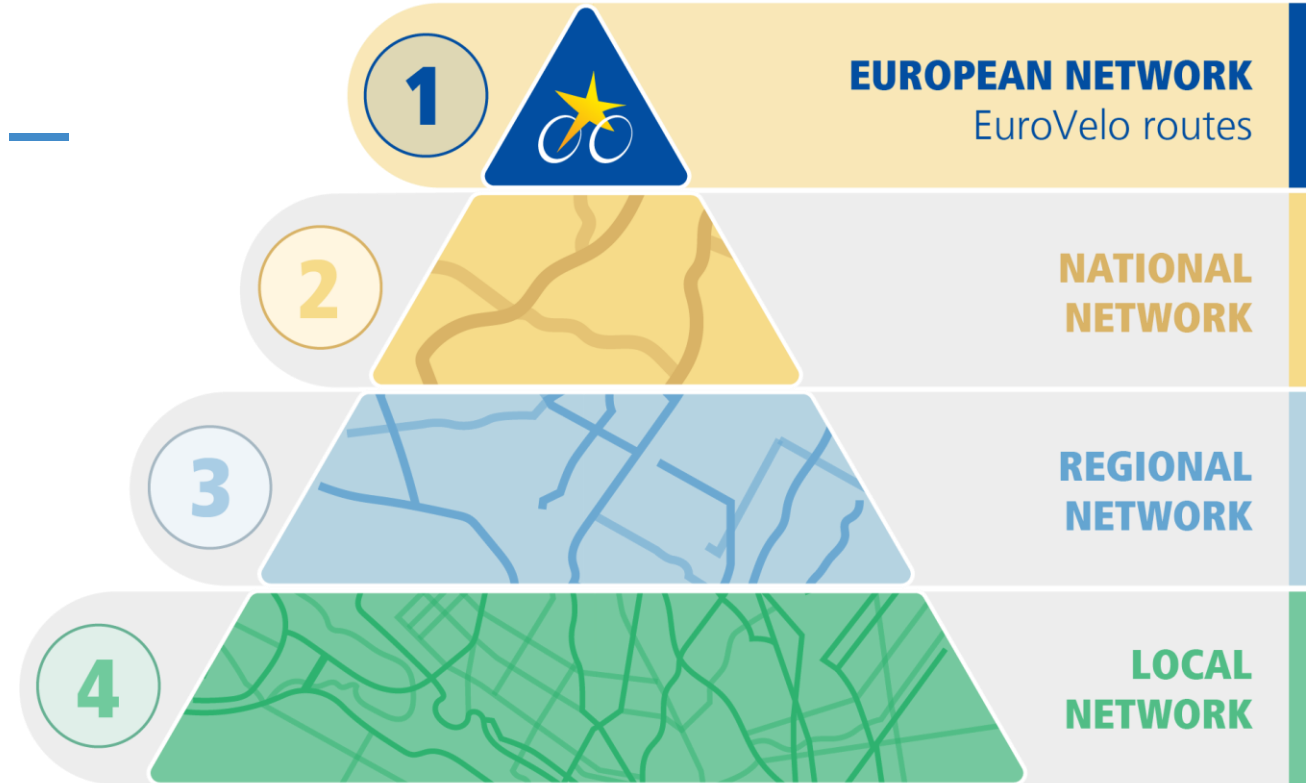 1
EUROPEAN NETWORK
EuroVelo routes
2
NATIONAL
NETWORK
3
REGIONAL
NETWORK
4
LOCAL
NETWORK